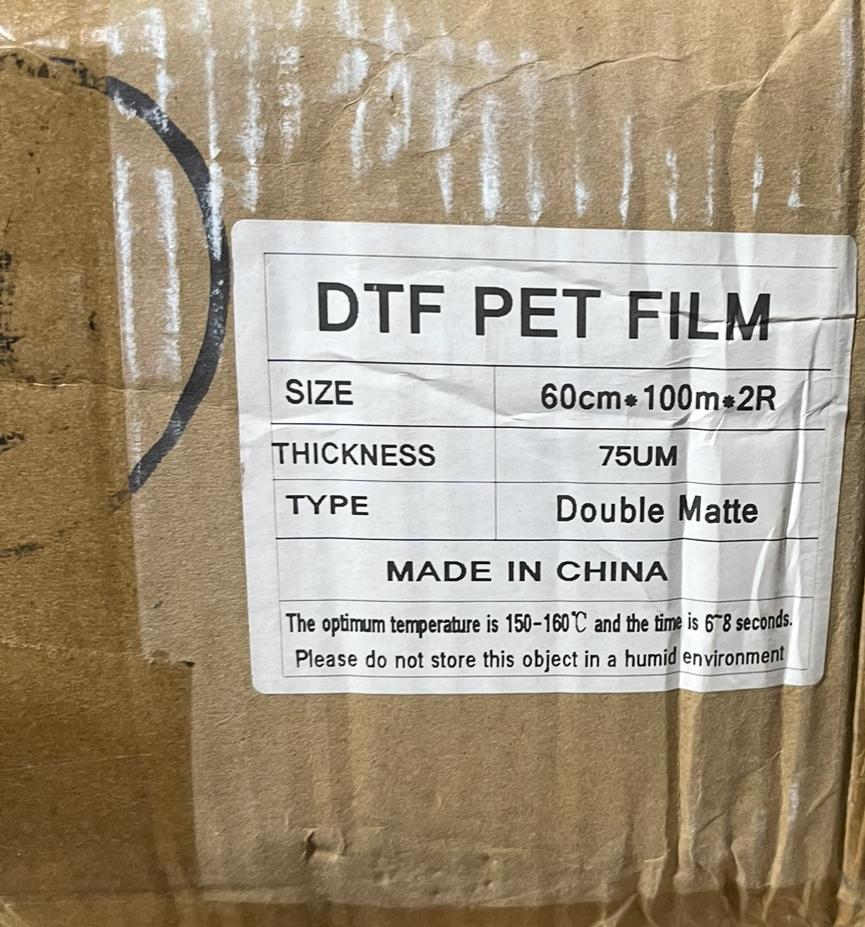 DTF PET FILM
SIZE 60cm*100m*2R
THICKNESS 75UM
TYPE Double Matte
MADE IN CHINA
The optimum temperature is 150-160℃ and the time is 6~8 seconds.
Please do not store this object in a humid environment